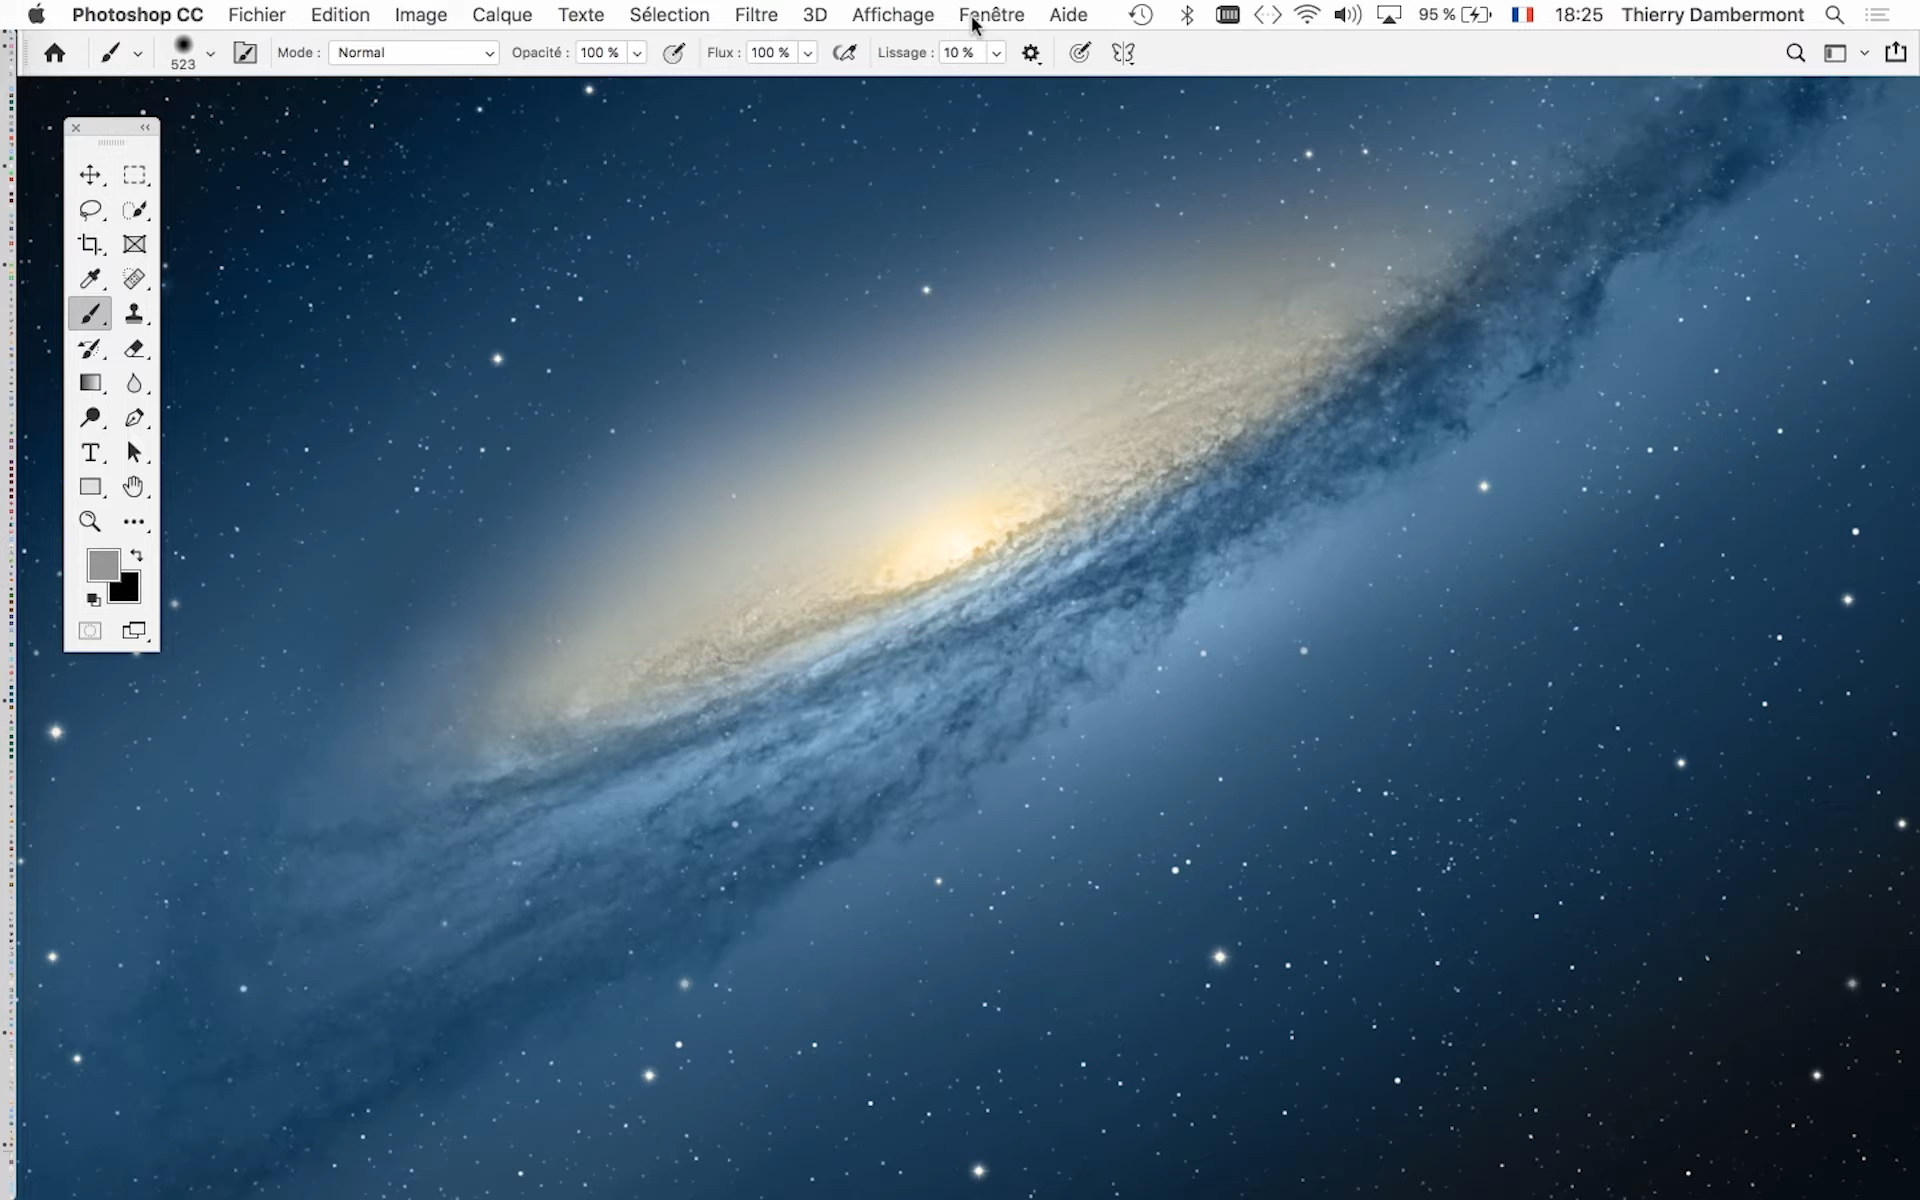 Photoshop CC Fichier Edition Image Calque Texte Sélection Filtre 3D Affichage Fenêtre Aide 95 % 18:25 Thierry Dambermont
523 Mode : Normal Opacité : 100 % Flux : 100 % Lissage : 10 %